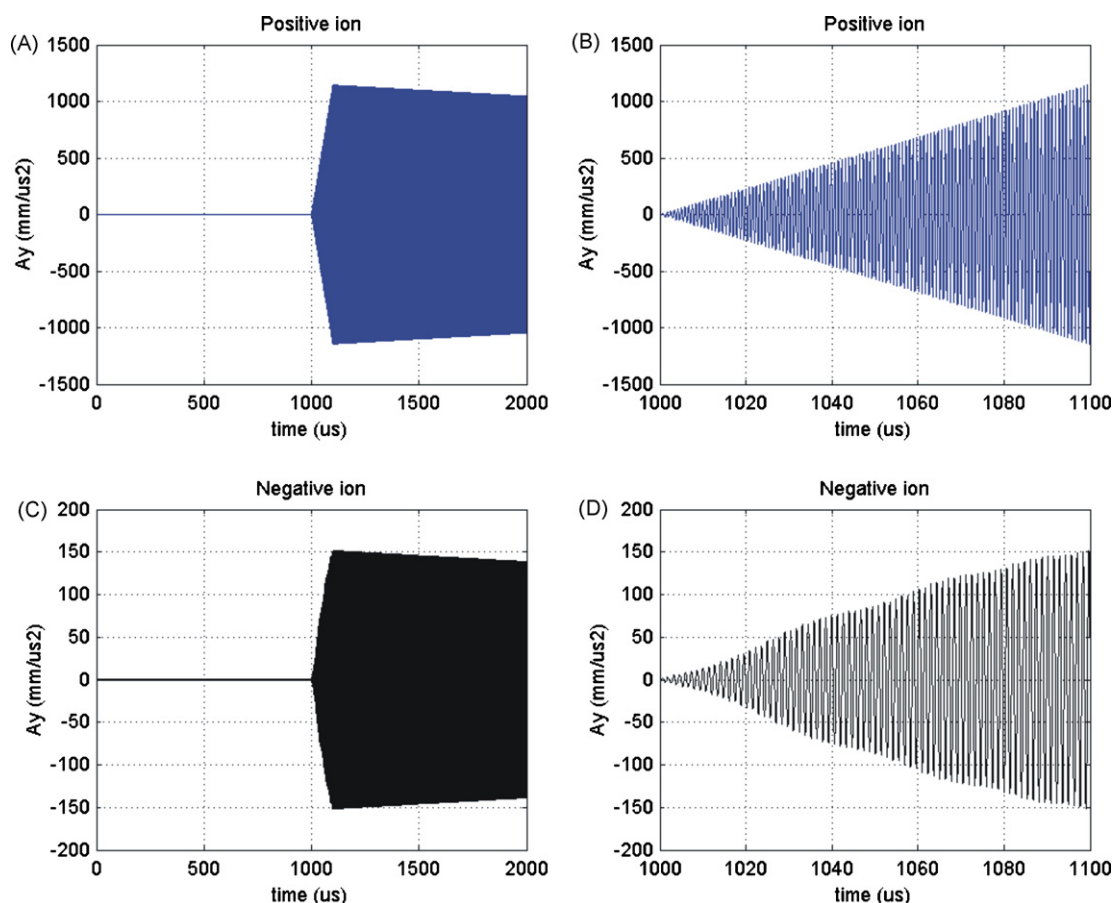 (A)
Positive ion
Ay (mm/us2)
1500
1000
500
0
-500
-1000
-1500
0 500 1000 1500 2000
time (us)
(B)
Positive ion
Ay (mm/us2)
1500
1000
500
0
-500
-1000
-1500
1000 1020 1040 1060 1080 1100
time (us)
(C)
Negative ion
Ay (mm/us2)
200
150
100
50
0
-50
-100
-150
-200
0 500 1000 1500 2000
time (us)
(D)
Negative ion
Ay (mm/us2)
200
150
100
50
0
-50
-100
-150
-200
1000 1020 1040 1060 1080 1100
time (us)